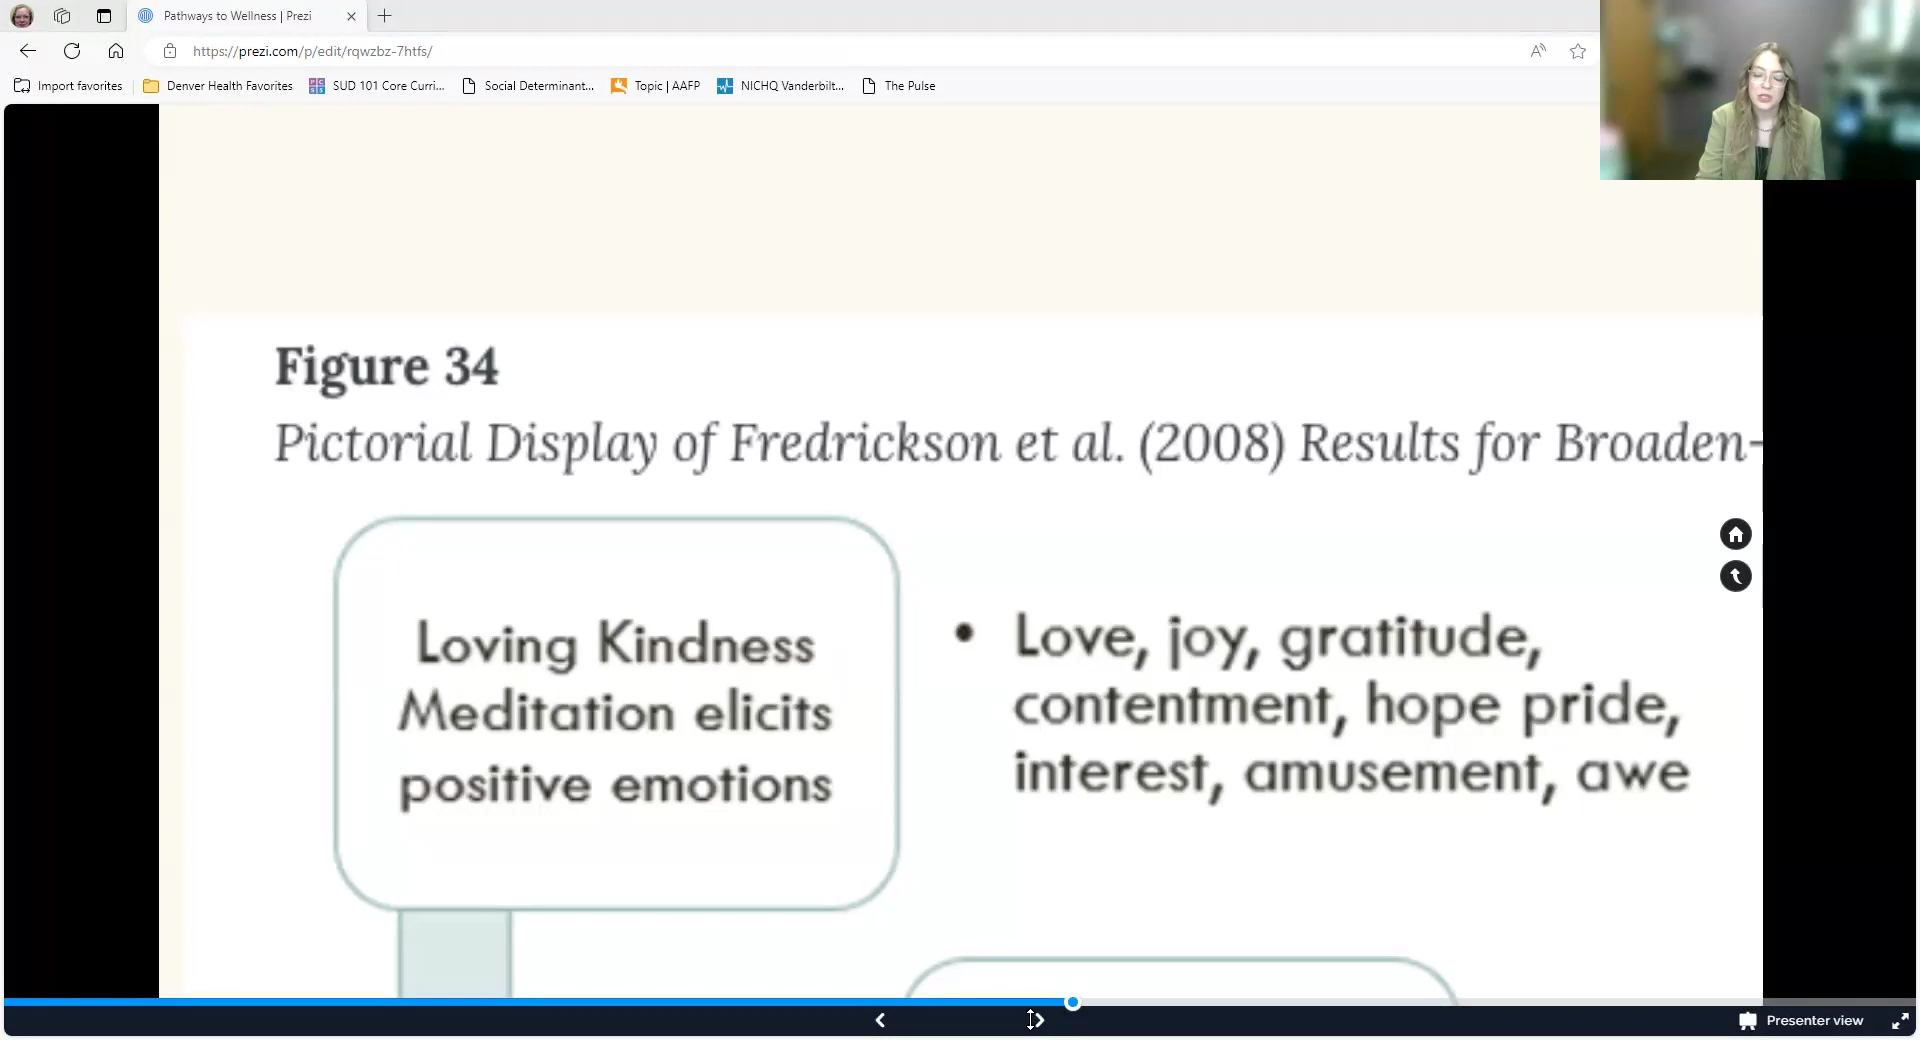 Pathways to Wellness | Prezi
https://prezi.com/p/edit/rqwzbz-7htfs/
Import favorites
Denver Health Favorites
SUD 101 Core Curri...
Social Determinant...
Topic | AAFP
NICHQ Vanderbilt...
The Pulse
Figure 34
Pictorial Display of Fredrickson et al. (2008) Results for Broaden-
Loving Kindness
Meditation elicits
positive emotions
• Love, joy, gratitude,
contentment, hope pride,
interest, amusement, awe
Presenter view